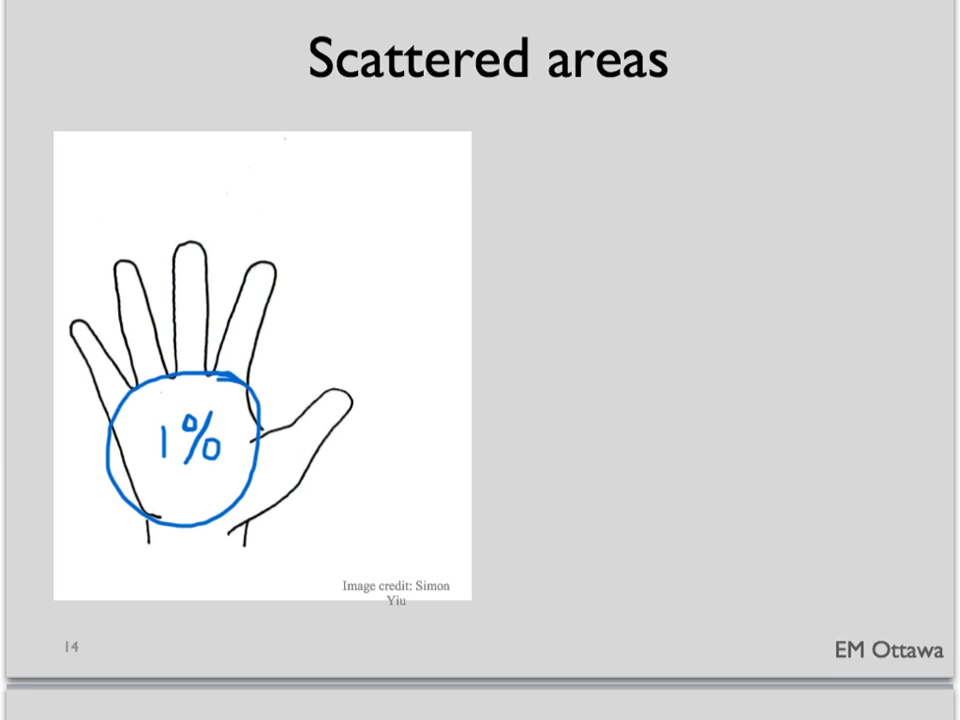 Scattered areas
1%
Image credit: Simon
Yiu
14
EM Ottawa